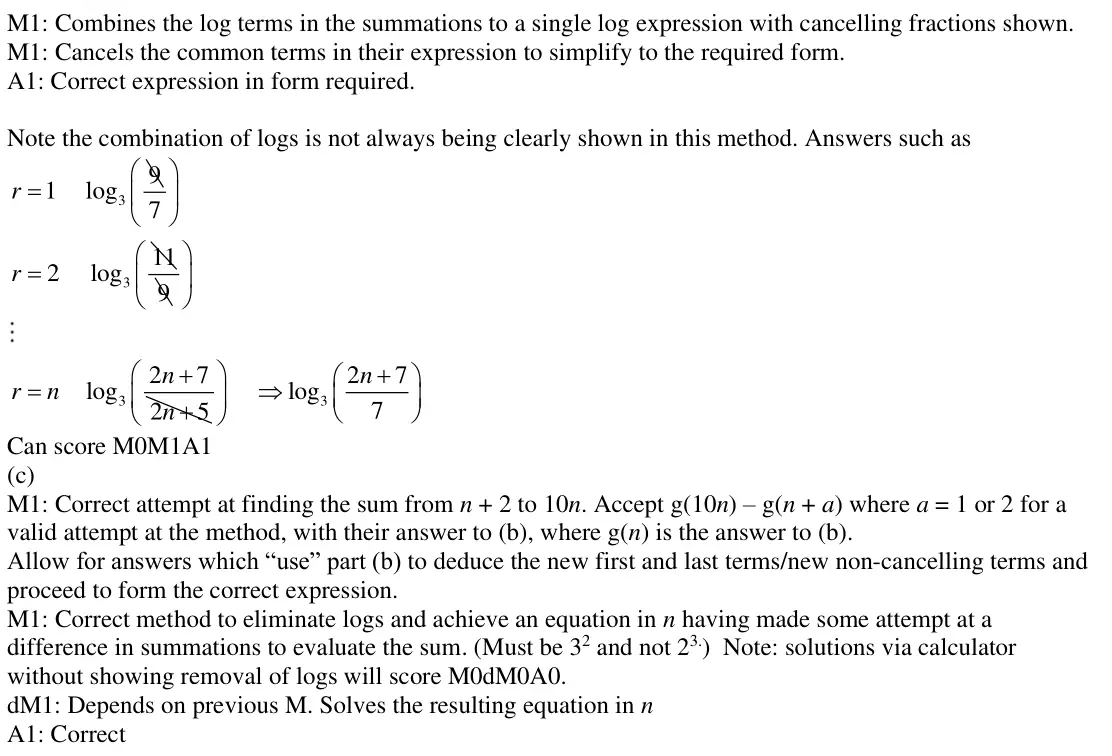 M1: Combines the log terms in the summations to a single log expression with cancelling fractions shown.
M1: Cancels the common terms in their expression to simplify to the required form.
A1: Correct expression in form required.
Note the combination of logs is not always being clearly shown in this method. Answers such as
r = 1 log₃(9/7)
r = 2 log₃(11/9)
⋮
r = n log₃((2n+7)/(2n+5)) ⇒ log₃((2n+7)/7)
Can score M0M1A1
(c)
M1: Correct attempt at finding the sum from n + 2 to 10n. Accept g(10n) – g(n + a) where a = 1 or 2 for a
valid attempt at the method, with their answer to (b), where g(n) is the answer to (b).
Allow for answers which “use” part (b) to deduce the new first and last terms/new non-cancelling terms and
proceed to form the correct expression.
M1: Correct method to eliminate logs and achieve an equation in n having made some attempt at a
difference in summations to evaluate the sum. (Must be 3² and not 2³·) Note: solutions via calculator
without showing removal of logs will score M0dM0A0.
dM1: Depends on previous M. Solves the resulting equation in n
A1: Correct